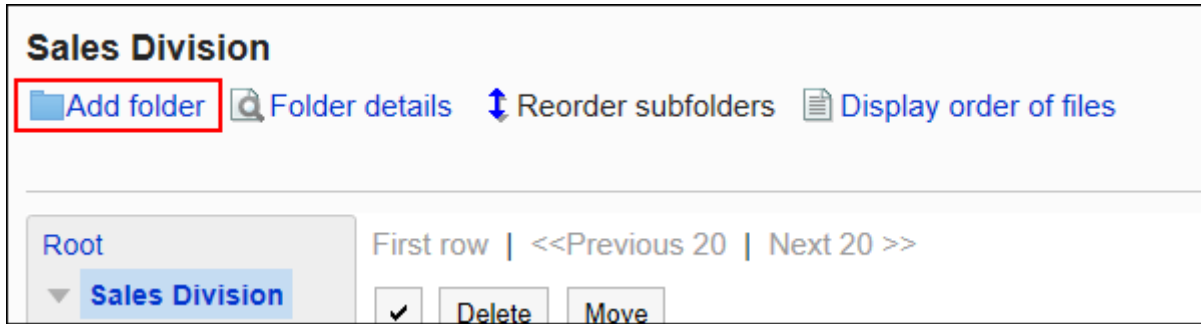 Sales Division
Add folder Folder details Reorder subfolders Display order of files
Root
Sales Division
First row | <<Previous 20 | Next 20 >>
Delete Move